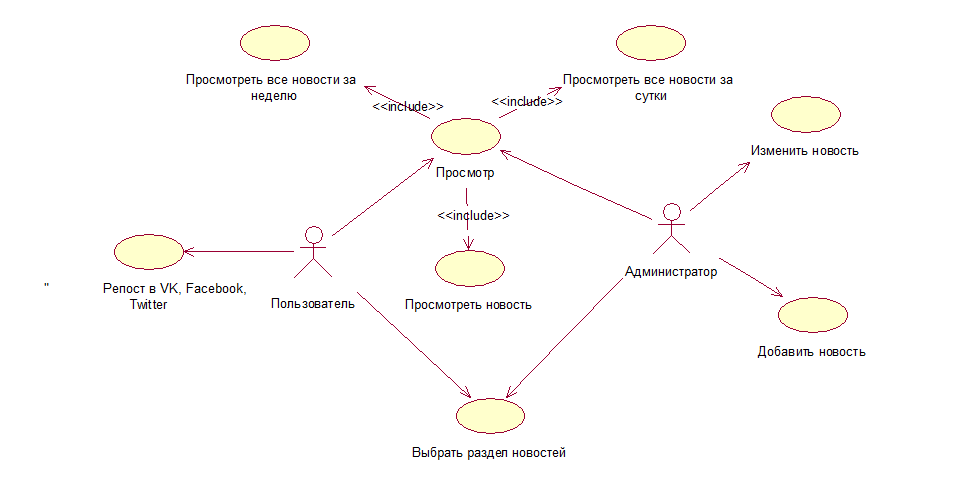 Просмотреть все новости за
неделю
Просмотреть все новости за
сутки
<<include>>
<<include>>
Изменить новость
Просмотр
<<include>>
Администратор
"
Репост в VK, Facebook,
Twitter
Пользователь
Просмотреть новость
Добавить новость
Выбрать раздел новостей